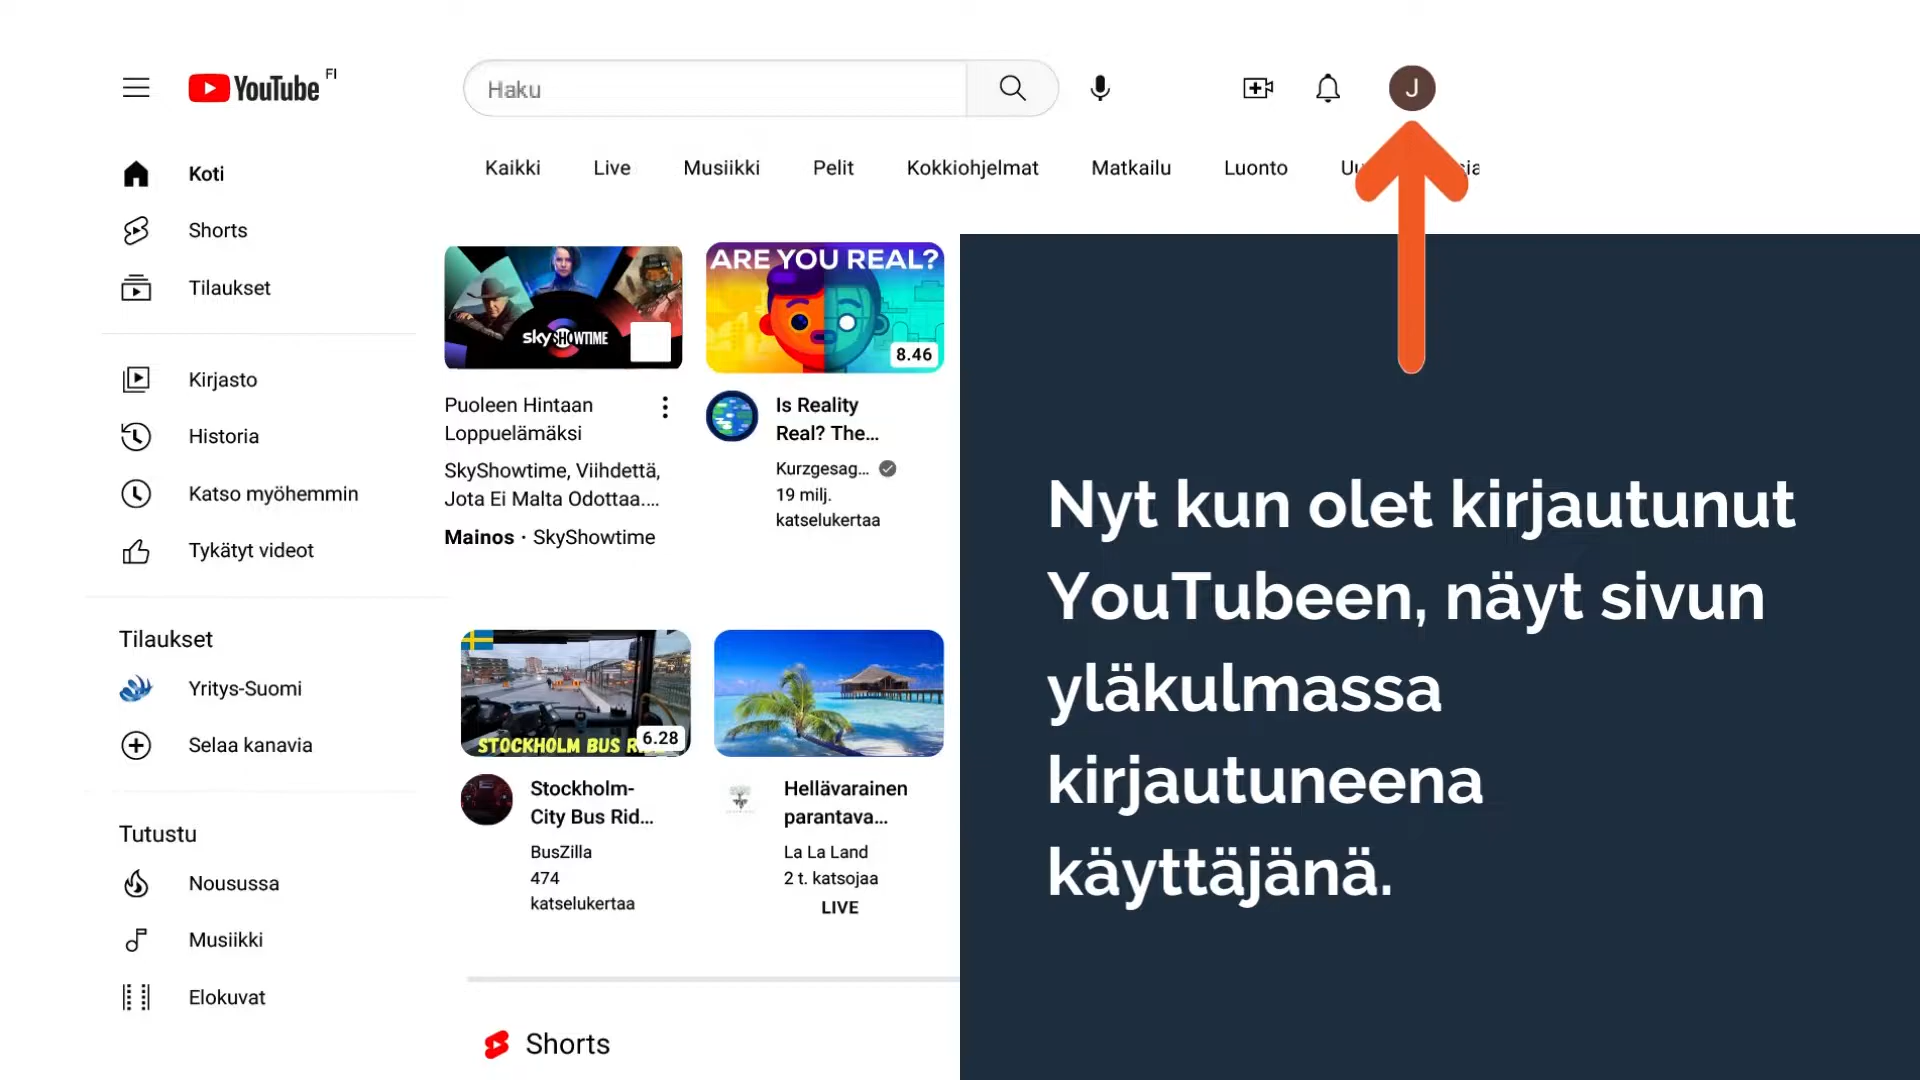 YouTube FI
Haku
J
Kaikki Live Musiikki Pelit Kokkiohjelmat Matkailu Luonto
Koti
Shorts
Tilaukset
Kirjasto
Historia
Katso myöhemmin
Tykätyt videot
Tilaukset
Yritys-Suomi
Selaa kanavia
Tutustu
Nousussa
Musiikki
Elokuvat
sky SHOWTIME
Puoleen Hintaan
Loppuelämäksi
SkyShowtime, Viihdettä,
Jota Ei Malta Odottaa....
Mainos · SkyShowtime
ARE YOU REAL?
8.46
Is Reality
Real? The...
Kurzgesag...
19 milj.
katselukertaa
STOCKHOLM BUS
6.28
Stockholm-
City Bus Rid...
BusZilla
474
katselukertaa
Hellävarainen
parantava...
La La Land
2 t. katsojaa
LIVE
Shorts
Nyt kun olet kirjautunut
YouTubeen, näyt sivun
yläkulmassa
kirjautuneena
käyttäjänä.